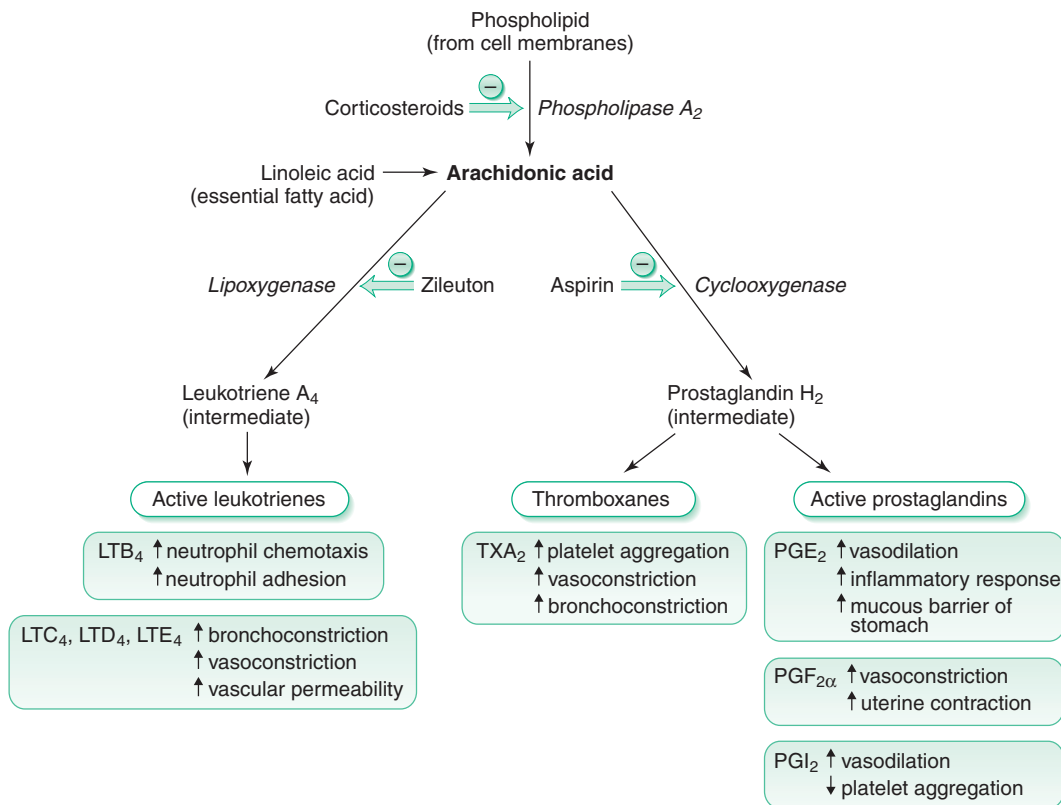 Phospholipid
(from cell membranes)
−
Corticosteroids
Phospholipase A₂
Linoleic acid
(essential fatty acid)
Arachidonic acid
Lipoxygenase
−
Zileuton
Aspirin
−
Cyclooxygenase
Leukotriene A₄
(intermediate)
Prostaglandin H₂
(intermediate)
Active leukotrienes
LTB₄ ↑ neutrophil chemotaxis
↑ neutrophil adhesion
LTC₄, LTD₄, LTE₄ ↑ bronchoconstriction
↑ vasoconstriction
↑ vascular permeability
Thromboxanes
TXA₂ ↑ platelet aggregation
↑ vasoconstriction
↑ bronchoconstriction
Active prostaglandins
PGE₂ ↑ vasodilation
↑ inflammatory response
↑ mucous barrier of
stomach
PGF₂α ↑ vasoconstriction
↑ uterine contraction
PGI₂ ↑ vasodilation
↓ platelet aggregation